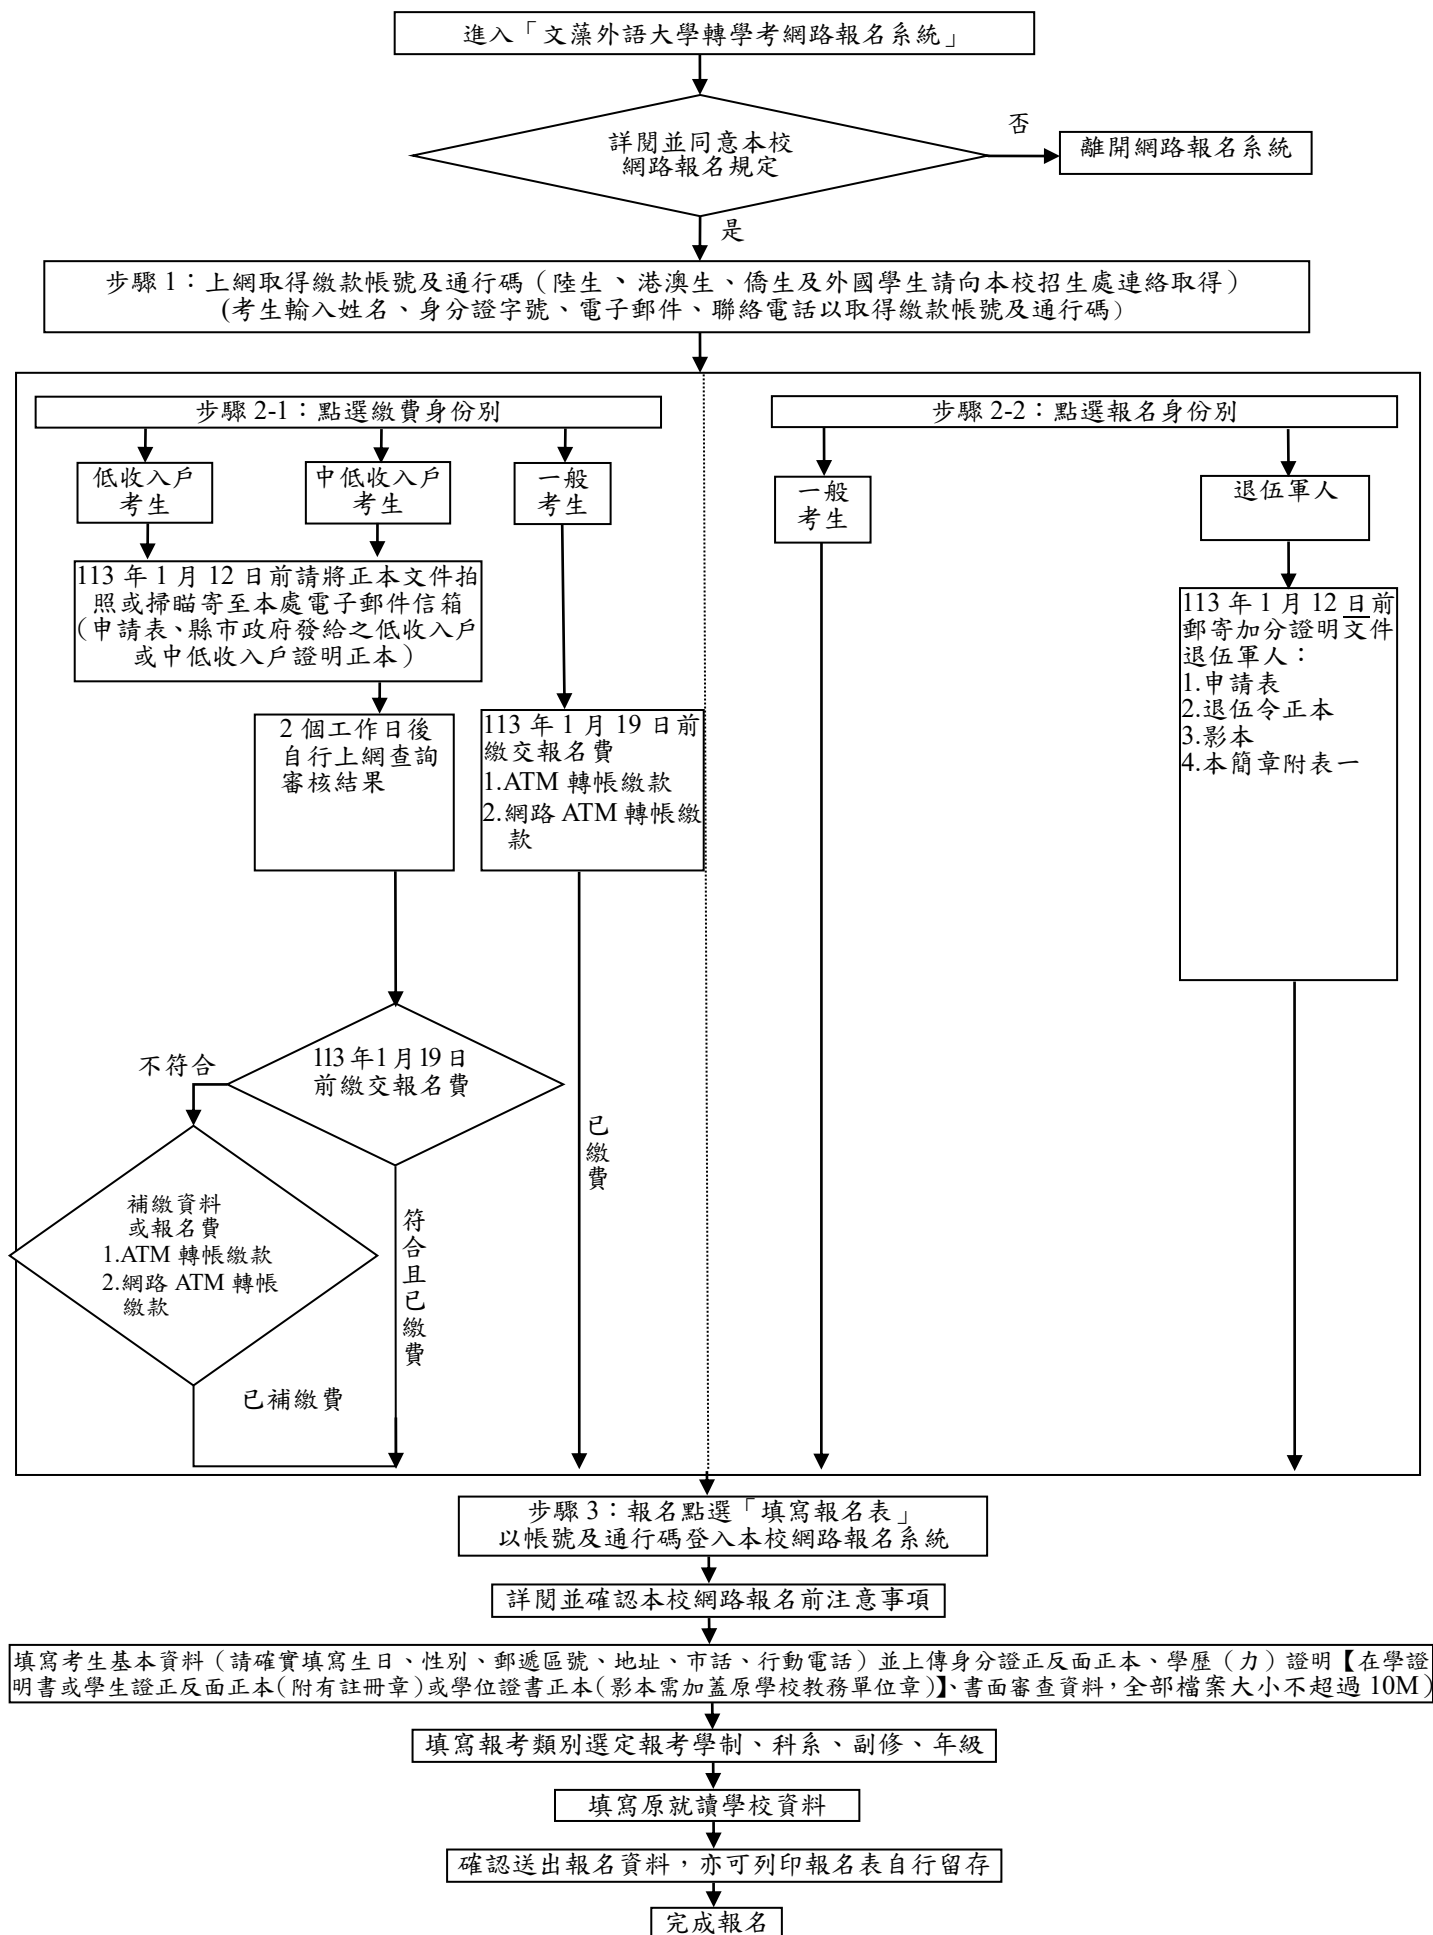 進入「文藻外語大學轉學考網路報名系統」
詳閱並同意本校
網路報名規定
否
離開網路報名系統
是
步驟 1：上網取得繳款帳號及通行碼（陸生、港澳生、僑生及外國學生請向本校招生處連絡取得）
(考生輸入姓名、身分證字號、電子郵件、聯絡電話以取得繳款帳號及通行碼)
步驟 2-1：點選繳費身份別
低收入戶
考生
中低收入戶
考生
一般
考生
113 年 1 月 12 日前請將正本文件拍
照或掃瞄寄至本處電子郵件信箱
（申請表、縣市政府發給之低收入戶
或中低收入戶證明正本）
2 個工作日後
自行上網查詢
審核結果
113 年 1 月 19 日前
繳交報名費
1.ATM 轉帳繳款
2.網路 ATM 轉帳繳
款
113 年 1 月 19 日
前繳交報名費
不符合
補繳資料
或報名費
1.ATM 轉帳繳款
2.網路 ATM 轉帳
繳款
已補繳費
符
合
且
已
繳
費
已
繳
費
步驟 2-2：點選報名身份別
一般
考生
退伍軍人
113 年 1 月 12 日前
郵寄加分證明文件
退伍軍人：
1.申請表
2.退伍令正本
3.影本
4.本簡章附表一
步驟 3：報名點選「填寫報名表」
以帳號及通行碼登入本校網路報名系統
詳閱並確認本校網路報名前注意事項
填寫考生基本資料（請確實填寫生日、性別、郵遞區號、地址、市話、行動電話）並上傳身分證正反面正本、學歷（力）證明【在學證
明書或學生證正反面正本(附有註冊章)或學位證書正本(影本需加蓋原學校教務單位章)】、書面審查資料，全部檔案大小不超過 10M）
填寫報考類別選定報考學制、科系、副修、年級
填寫原就讀學校資料
確認送出報名資料，亦可列印報名表自行留存
完成報名